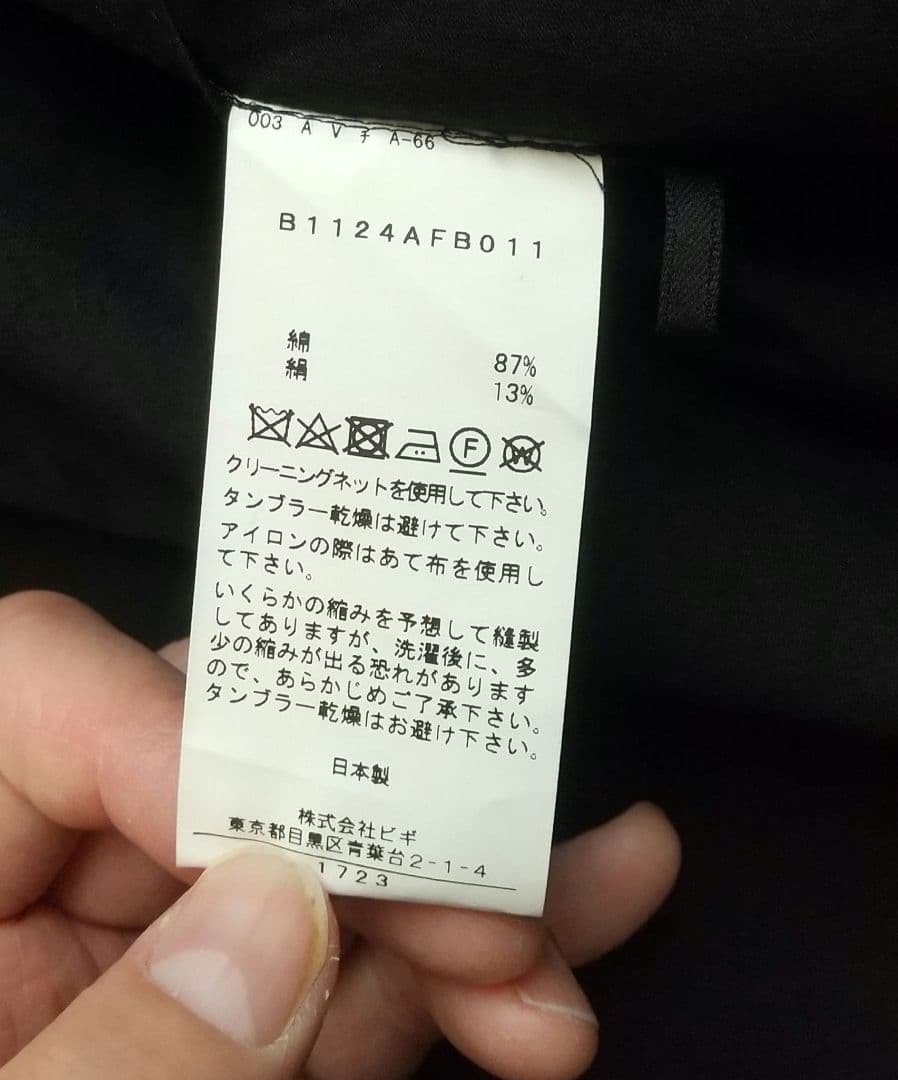 003 A V チ A-66
B1124AFB011
綿 87%
絹 13%
クリーニングネットを使用して下さい。
タンブラー乾燥は避けて下さい。
アイロンの際はあて布を使用し
て下さい。
いくらかの縮みを予想して縫製
してありますが、洗濯後に、多
少の縮みが出る恐れがあります
ので、あらかじめご了承下さい。
タンブラー乾燥はお避け下さい。
日本製
株式会社ビギ
東京都目黒区青葉台2-1-4
1723